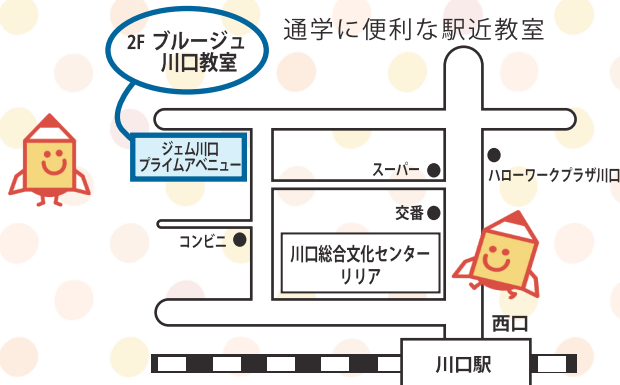 通学に便利な駅近教室
2F ブルージュ
川口教室
ジェム川口
プライムアベニュー
スーパー
ハローワークプラザ川口
交番
コンビニ
川口総合文化センター
リリア
西口
川口駅